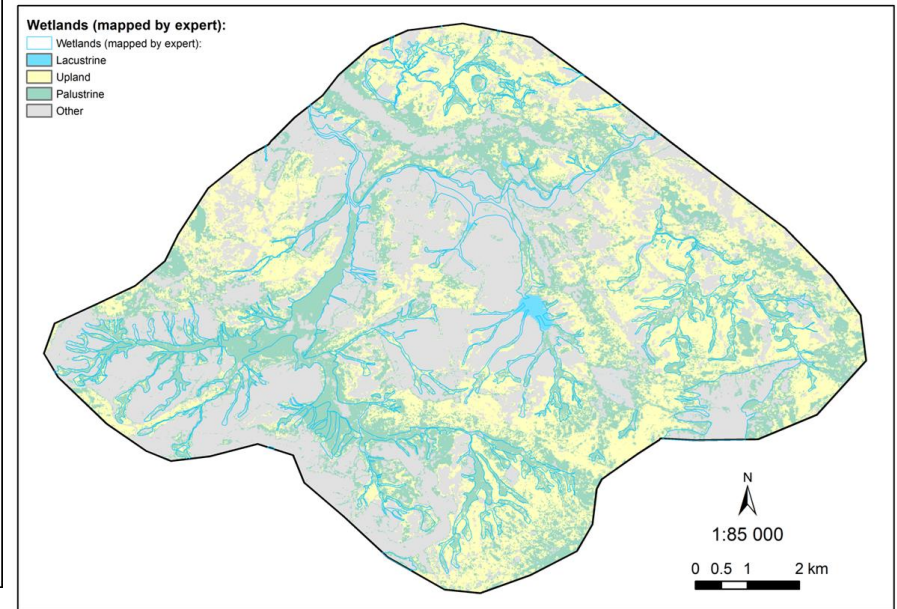 Wetlands (mapped by expert):
Wetlands (mapped by expert):
Lacustrine
Upland
Palustrine
Other
N
1:85 000
0 0.5 1 2 km